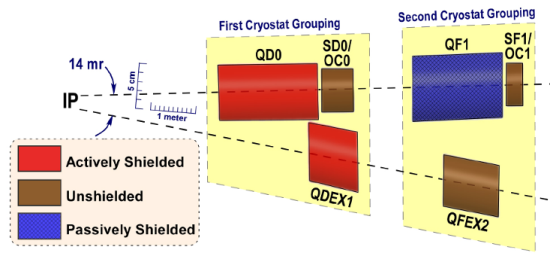 First Cryostat Grouping
Second Cryostat Grouping
QD0
SD0/
OC0
QF1
SF1/
OC1
14 mr
5 cm
1 meter
IP
QDEX1
QFEX2
Actively Shielded
Unshielded
Passively Shielded